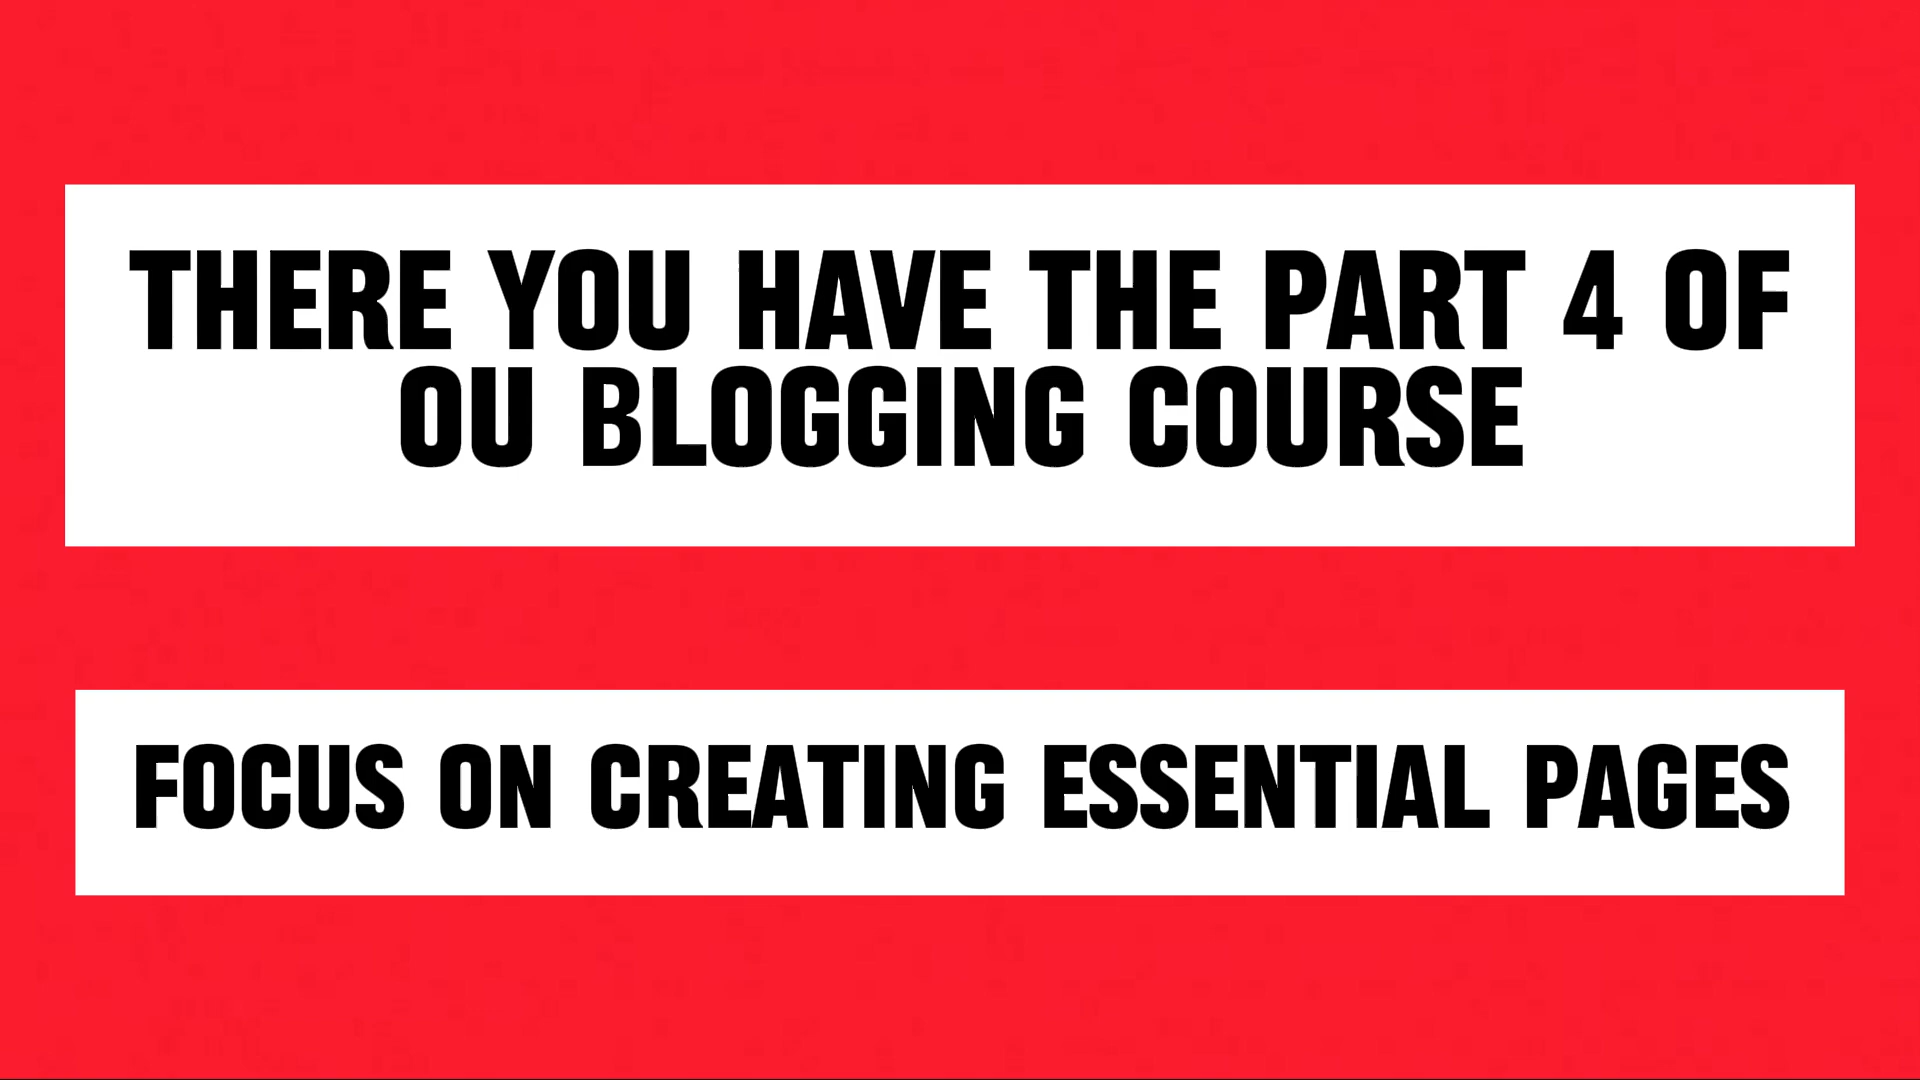 THERE YOU HAVE THE PART 4 OF
OU BLOGGING COURSE
FOCUS ON CREATING ESSENTIAL PAGES